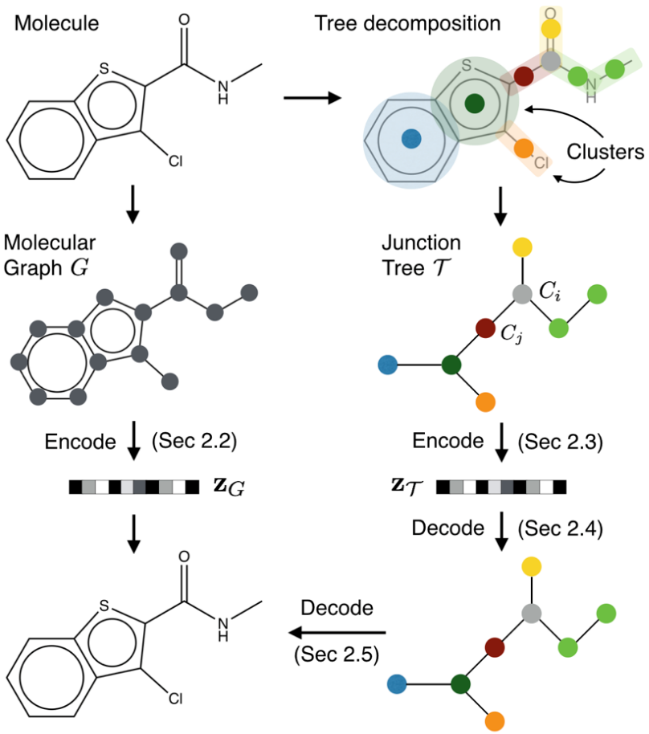 Molecule
Tree decomposition
O
S
N
H
Cl
O
S
N
H
Cl
Clusters
Molecular
Graph G
Junction
Tree 𝒯
C_i
C_j
Encode (Sec 2.2)
Encode (Sec 2.3)
z_G
z_𝒯
Decode (Sec 2.4)
O
S
N
H
Cl
Decode
(Sec 2.5)